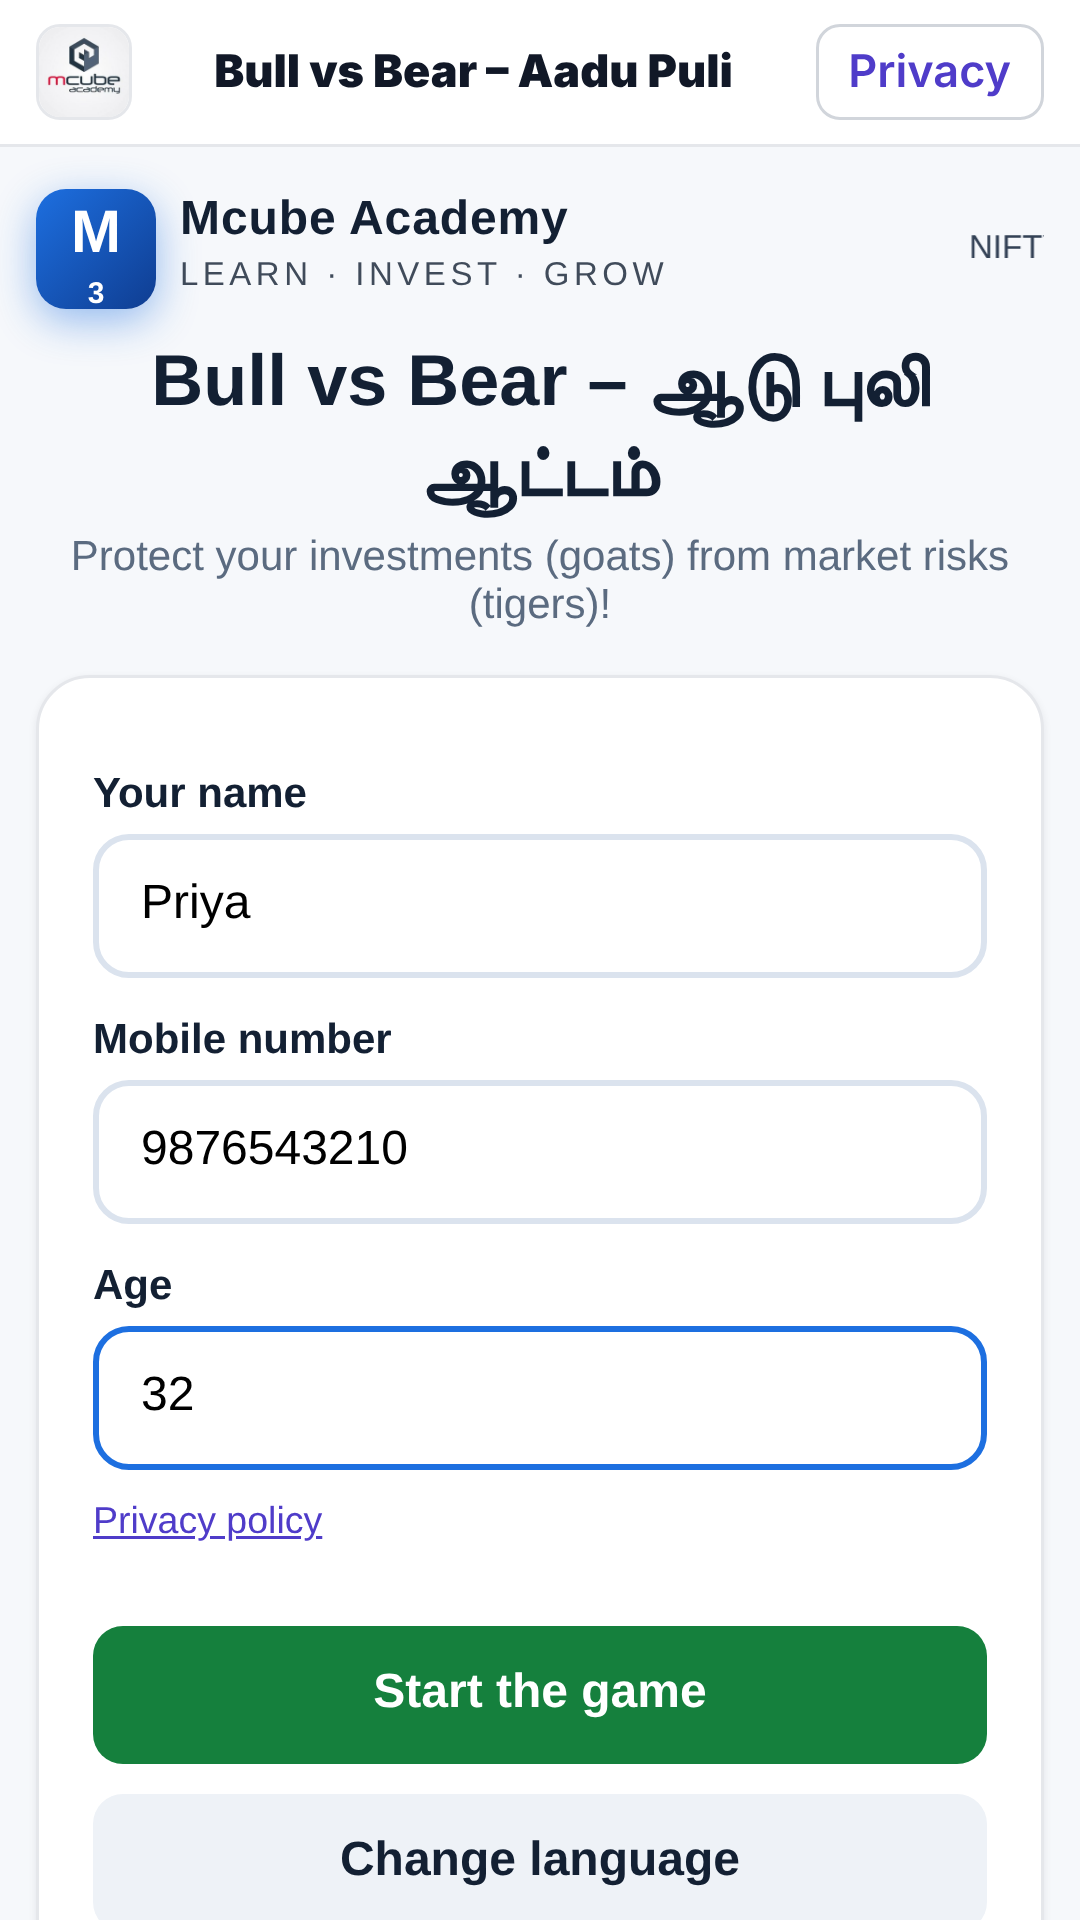 mcube
academy
Bull vs Bear – Aadu Puli
Privacy
M
3
Mcube Academy
LEARN · INVEST · GROW
NIFT
Bull vs Bear – ஆடு புலி
ஆட்டம்
Protect your investments (goats) from market risks
(tigers)!
Your name
Priya
Mobile number
9876543210
Age
32
Privacy policy
Start the game
Change language